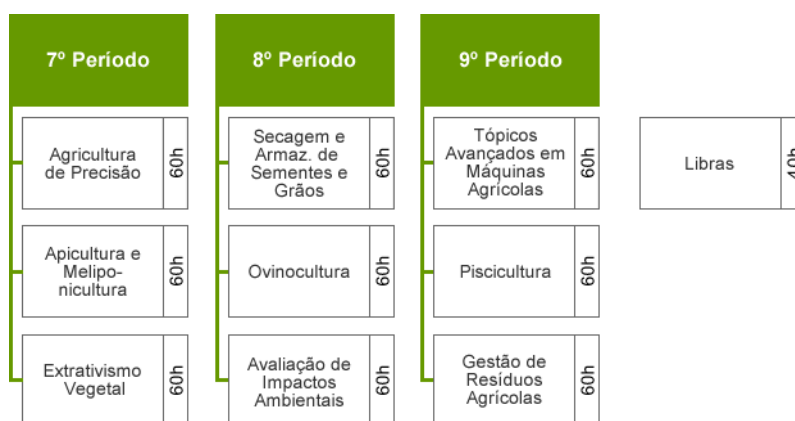 7º Período
8º Período
9º Período
Agricultura
de Precisão
60h
Secagem e
Armaz. de
Sementes e
Grãos
60h
Tópicos
Avançados em
Máquinas
Agrícolas
60h
Libras
40h
Apicultura e
Melipo-
nicultura
60h
Ovinocultura
60h
Piscicultura
60h
Extrativismo
Vegetal
60h
Avaliação de
Impactos
Ambientais
60h
Gestão de
Resíduos
Agrícolas
60h